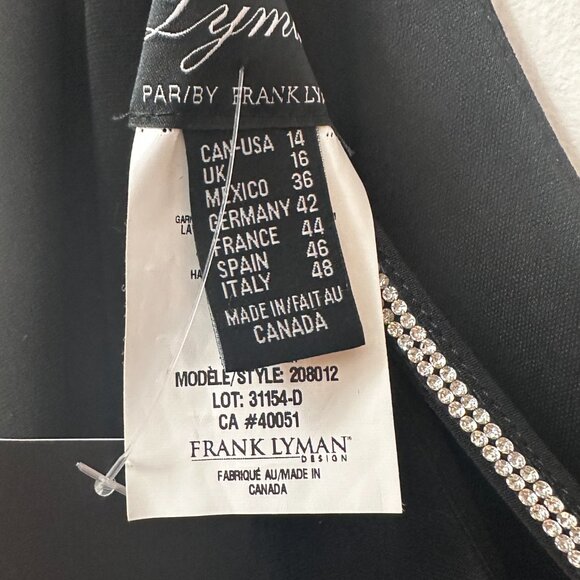 Lym
PAR/BY FRANK LY
CAN-USA 14
UK 16
MEXICO 36
GERMANY 42
FRANCE 44
SPAIN 46
ITALY 48
MADE IN/FAIT AU
CANADA
MODÈLE/STYLE: 208012
LOT: 31154-D
CA #40051
FRANK LYMAN
DESIGN
FABRIQUÉ AU/MADE IN
CANADA